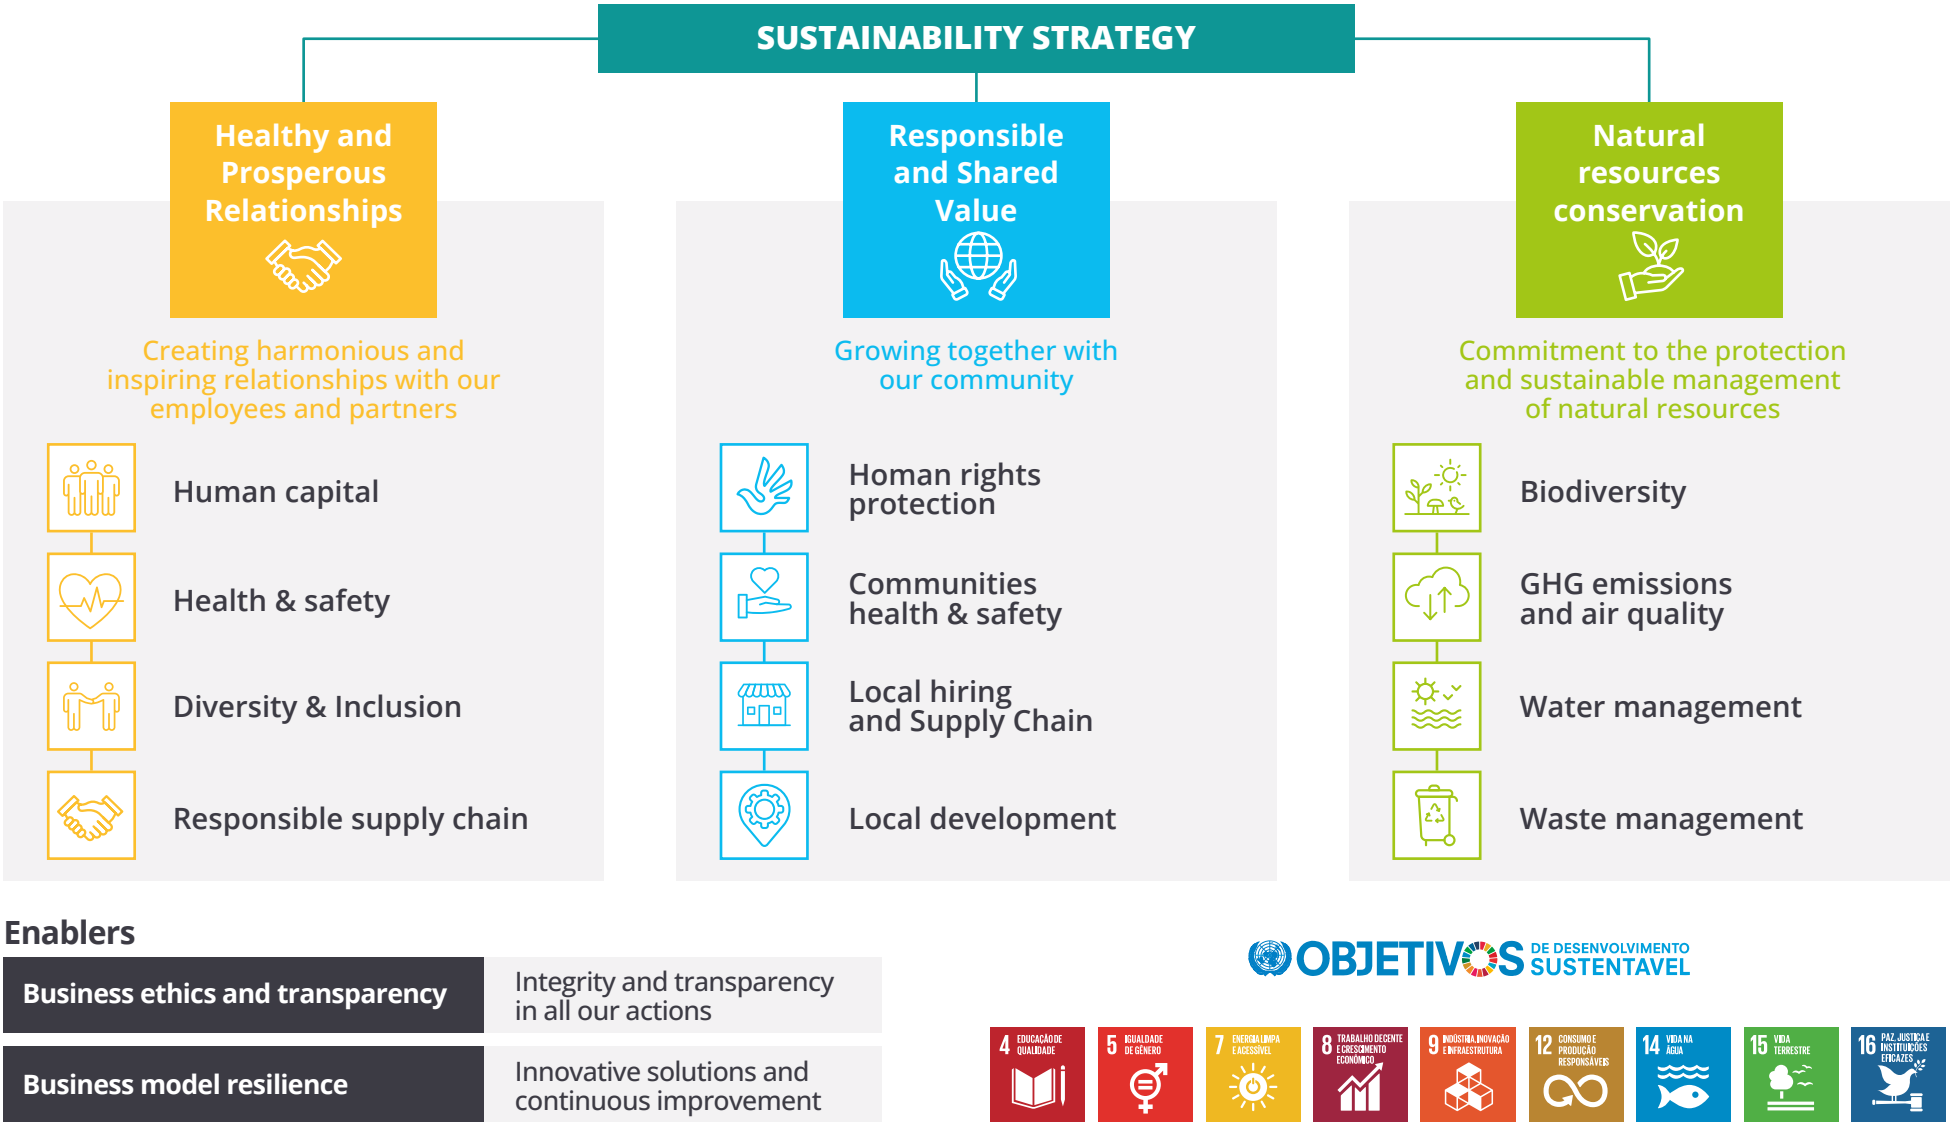 SUSTAINABILITY STRATEGY
Healthy and
Prosperous
Relationships
Creating harmonious and
inspiring relationships with our
employees and partners
Human capital
Health & safety
Diversity & Inclusion
Responsible supply chain
Responsible
and Shared
Value
Growing together with
our community
Homan rights
protection
Communities
health & safety
Local hiring
and Supply Chain
Local development
Natural
resources
conservation
Commitment to the protection
and sustainable management
of natural resources
Biodiversity
GHG emissions
and air quality
Water management
Waste management
Enablers
Business ethics and transparency
Integrity and transparency
in all our actions
Business model resilience
Innovative solutions and
continuous improvement
OBJETIVOS
DE DESENVOLVIMENTO
SUSTENTAVEL
4 EDUCAÇÃO DE
QUALIDADE
5 IGUALDADE
DE GÉNERO
7 ENERGIA LIMPA
E ACESSÍVEL
8 TRABALHO DECENTE
E CRESCIMENTO
ECONÓMICO
9 INDÚSTRIA, INOVAÇÃO
E INFRAESTRUTURA
12 CONSUMO E
PRODUÇÃO
RESPONSÁVEIS
14 VIDA NA
ÁGUA
15 VIDA
TERRESTRE
16 PAZ, JUSTIÇA E
INSTITUIÇÕES
EFICAZES